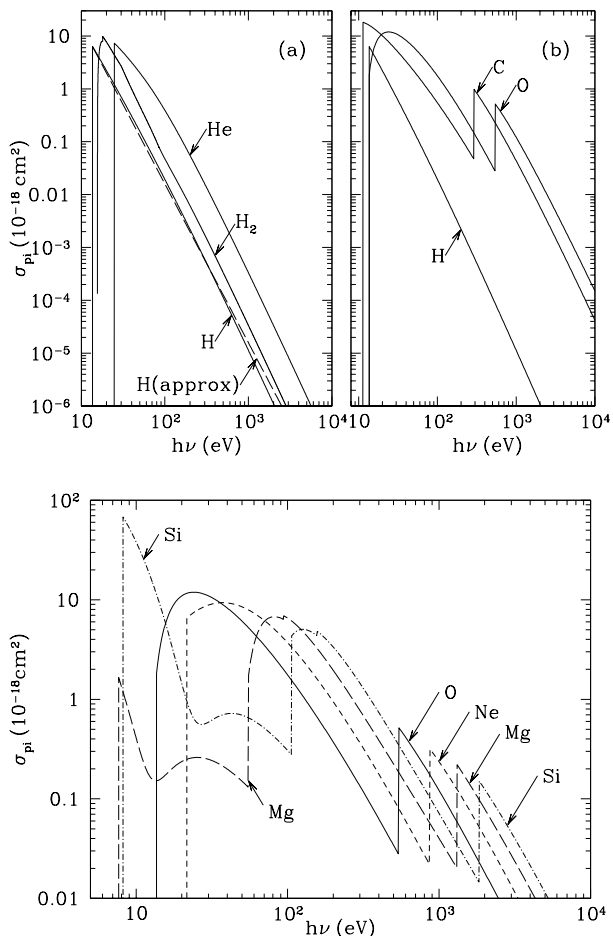 (a)
10
1
0.1
0.01
10⁻³
10⁻⁴
10⁻⁵
10⁻⁶
σpi (10⁻¹⁸ cm²)
He
H₂
H
H(approx)
10
10²
10³
10⁴
hν (eV)
(b)
C
O
H
10
10²
10³
10⁴
hν (eV)
10²
10
1
0.1
0.01
σpi (10⁻¹⁸cm²)
Si
Mg
O
Ne
Mg
Si
10
10²
10³
10⁴
hν (eV)